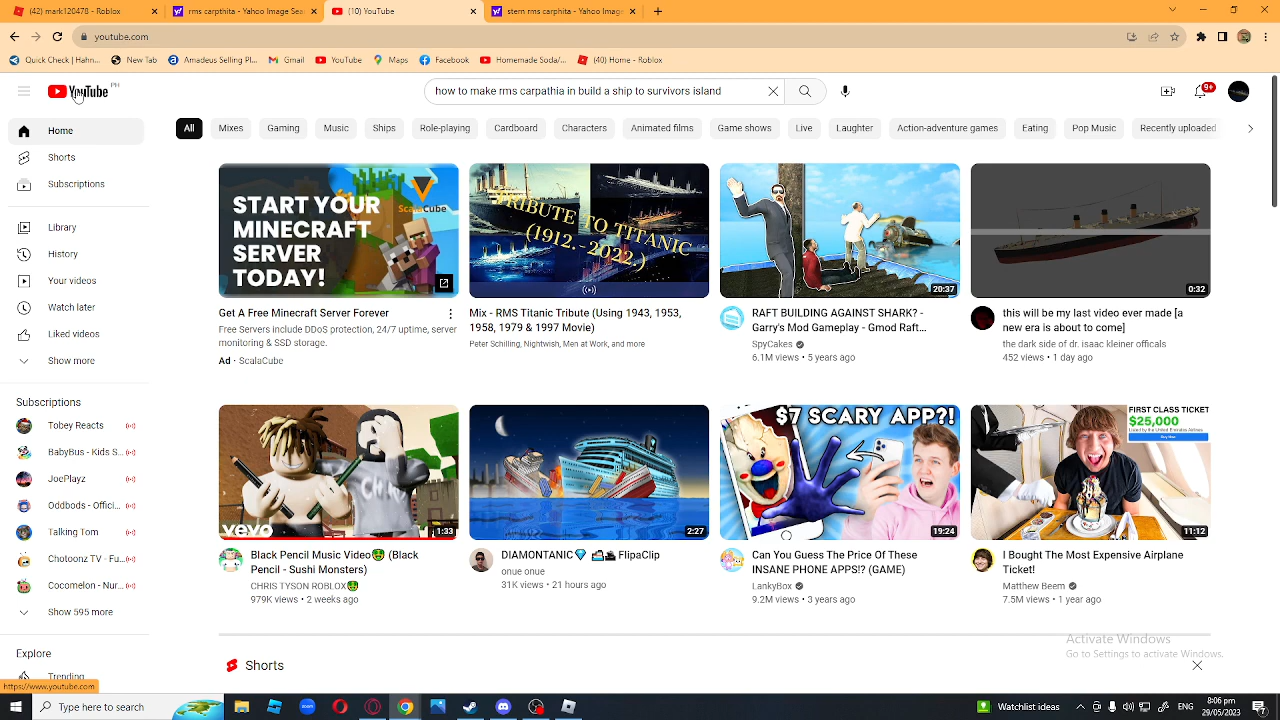 (42) mark120478 - Roblox
rms carpethia - Yahoo Image Sea
(10) YouTube
stern rms carphita - Yahoo Image
youtube.com
Quick Check | Hahn...
New Tab
Amadeus Selling Pl...
Gmail
YouTube
Maps
Facebook
Homemade Soda/...
(40) Home - Roblox
YouTube PH
how to make rms carpathia in build a ship to survivors island
9+
Home
Shorts
Subscriptions
Library
History
Your videos
Watch later
Liked videos
Show more
Subscriptions
Tobey Reacts
BabyBus - Kids S...
JoePlayz
Oddbods - Offici...
Talking Tom
Chotoonz TV - Fu...
Cocomelon - Nur...
Show 595 more
Explore
Trending
https://www.youtube.com
All
Mixes
Gaming
Music
Ships
Role-playing
Cardboard
Characters
Animated films
Game shows
Live
Laughter
Action-adventure games
Eating
Pop Music
Recently uploaded
START YOUR
MINECRAFT
SERVER
TODAY!
ScalaCube
Get A Free Minecraft Server Forever
Free Servers include DDoS protection, 24/7 uptime, server
monitoring & SSD storage.
Ad · ScalaCube
TRIBUTE TO TITANIC
(1912.-2022.)
Mix - RMS Titanic Tribute (Using 1943, 1953,
1958, 1979 & 1997 Movie)
Peter Schilling, Nightwish, Men at Work, and more
20:37
RAFT BUILDING AGAINST SHARK? -
Garry's Mod Gameplay - Gmod Raft...
SpyCakes
6.1M views • 5 years ago
0:32
this will be my last video ever made [a
new era is about to come]
the dark side of dr. isaac kleiner officals
452 views • 1 day ago
vevo
1:33
Black Pencil Music Video (Black
Pencil - Sushi Monsters)
CHRIS TYSON ROBLOX
979K views • 2 weeks ago
2:27
DIAMONTANIC💎 FlipaClip
onue onue
31K views • 21 hours ago
$7 SCARY APP?!
19:24
Can You Guess The Price Of These
INSANE PHONE APPS!? (GAME)
LankyBox
9.2M views • 3 years ago
FIRST CLASS TICKET
$25,000
11:12
I Bought The Most Expensive Airplane
Ticket!
Matthew Beem
7.5M views • 1 year ago
Shorts
Activate Windows
Go to Settings to activate Windows.
Type here to search
zoom
Watchlist ideas
ENG
8:06 pm
29/05/2023